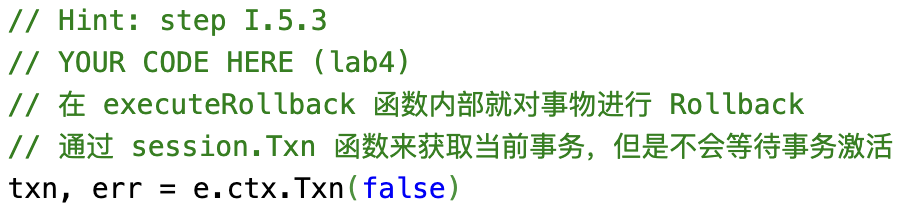 // Hint: step I.5.3
// YOUR CODE HERE (lab4)
// 在 executeRollback 函数内部就对事物进行 Rollback
// 通过 session.Txn 函数来获取当前事务，但是不会等待事务激活
txn, err = e.ctx.Txn(false)